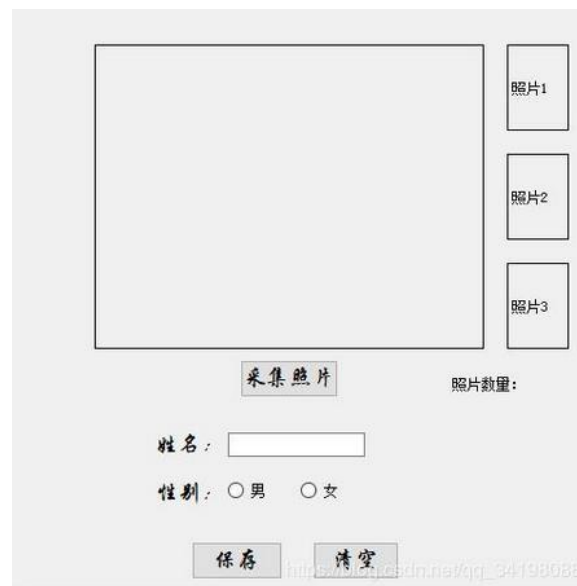 照片1
照片2
照片3
采集照片
照片数量：
姓名：
性别： 男 女
保存 清空
https://blog.csdn.net/qq_34198088